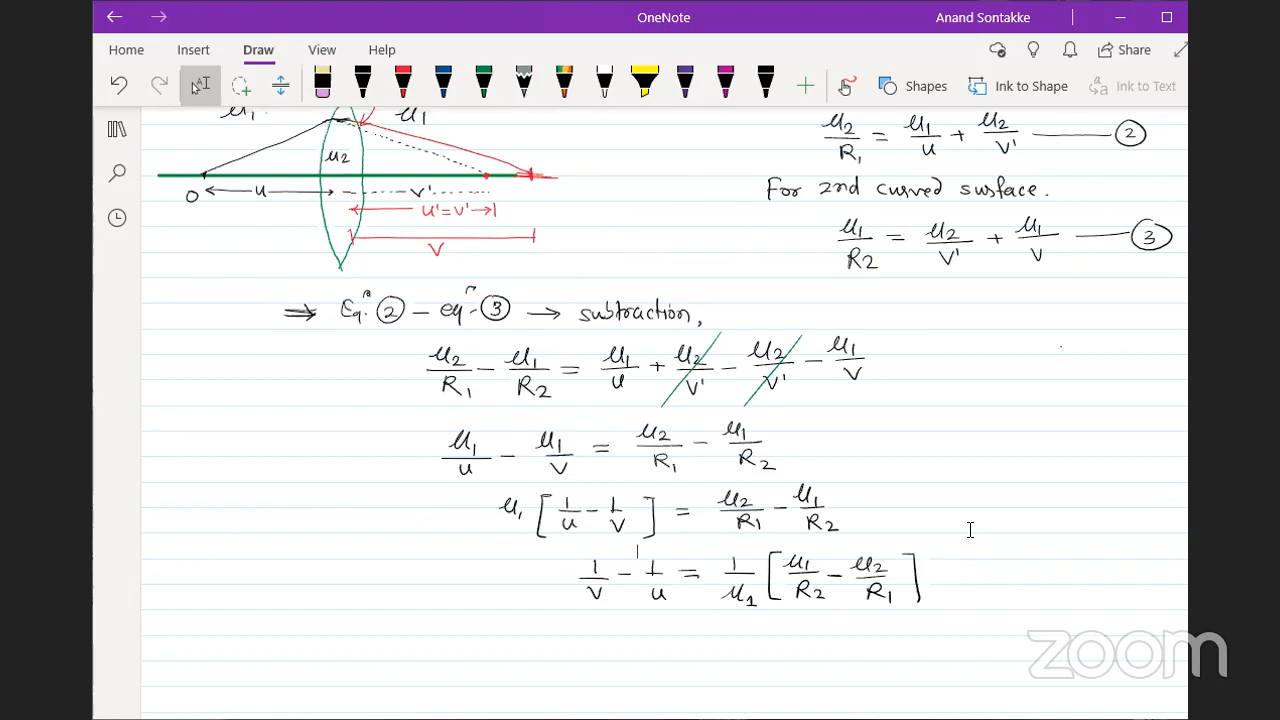 OneNote
Anand Sontakke
Home Insert Draw View Help
Share
Shapes
Ink to Shape
Ink to Text
μ1 μ1
μ2
O u v'
u'=v'
v
μ2/R1 = μ1/u + μ2/v' —— ②
For 2nd curved surface.
μ1/R2 = μ2/v' + μ1/v —— ③
⇒ Eqⁿ. ② – eqⁿ. ③ → subtraction,
μ2/R1 – μ1/R2 = μ1/u + μ2/v' – μ2/v' – μ1/v
μ1/u – μ1/v = μ2/R1 – μ1/R2
μ1 [1/u – 1/v] = μ2/R1 – μ1/R2
1/v – 1/u = 1/μ1 [μ1/R2 – μ2/R1]
zoom